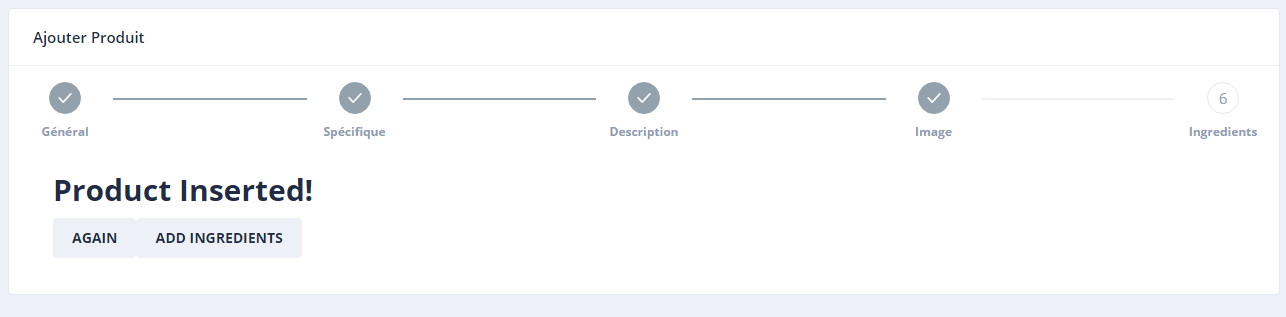 Ajouter Produit
6
Général Spécifique Description Image Ingredients
Product Inserted!
AGAIN ADD INGREDIENTS